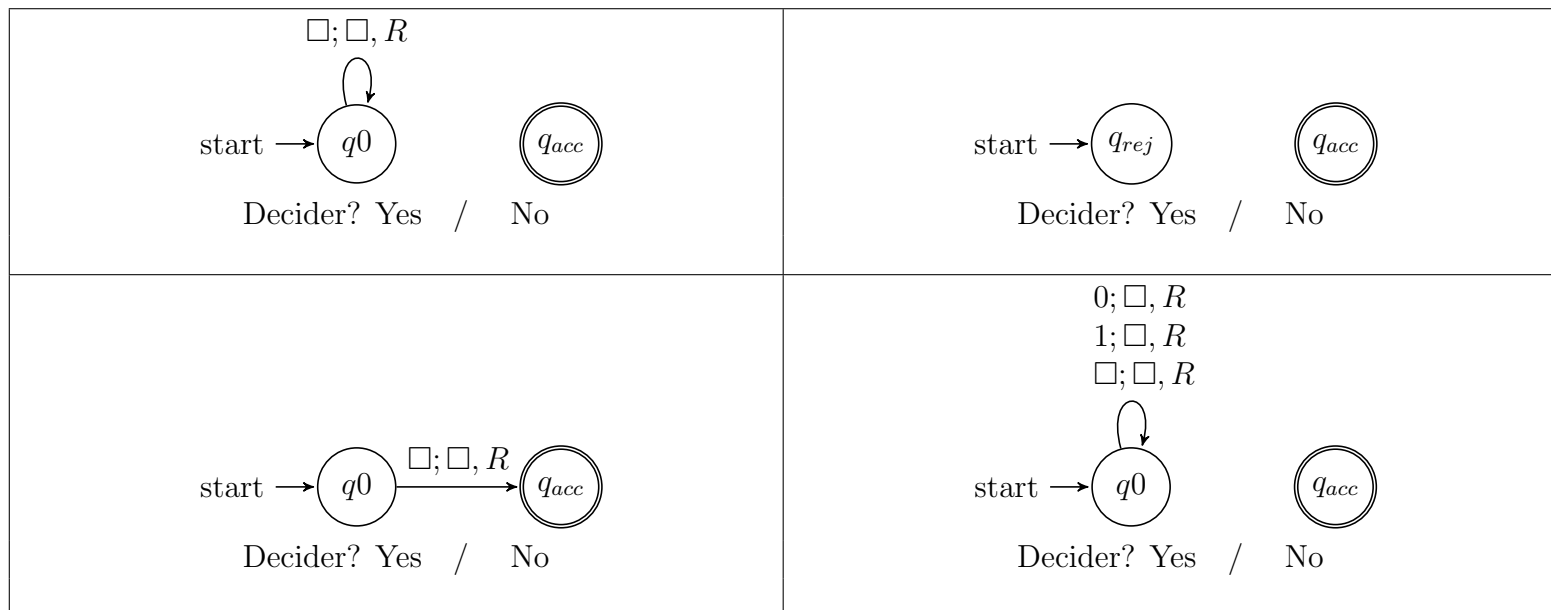 □; □, R
start q0 q_acc
Decider? Yes / No
start q_rej q_acc
Decider? Yes / No
□; □, R
start q0 q_acc
Decider? Yes / No
0; □, R
1; □, R
□; □, R
start q0 q_acc
Decider? Yes / No